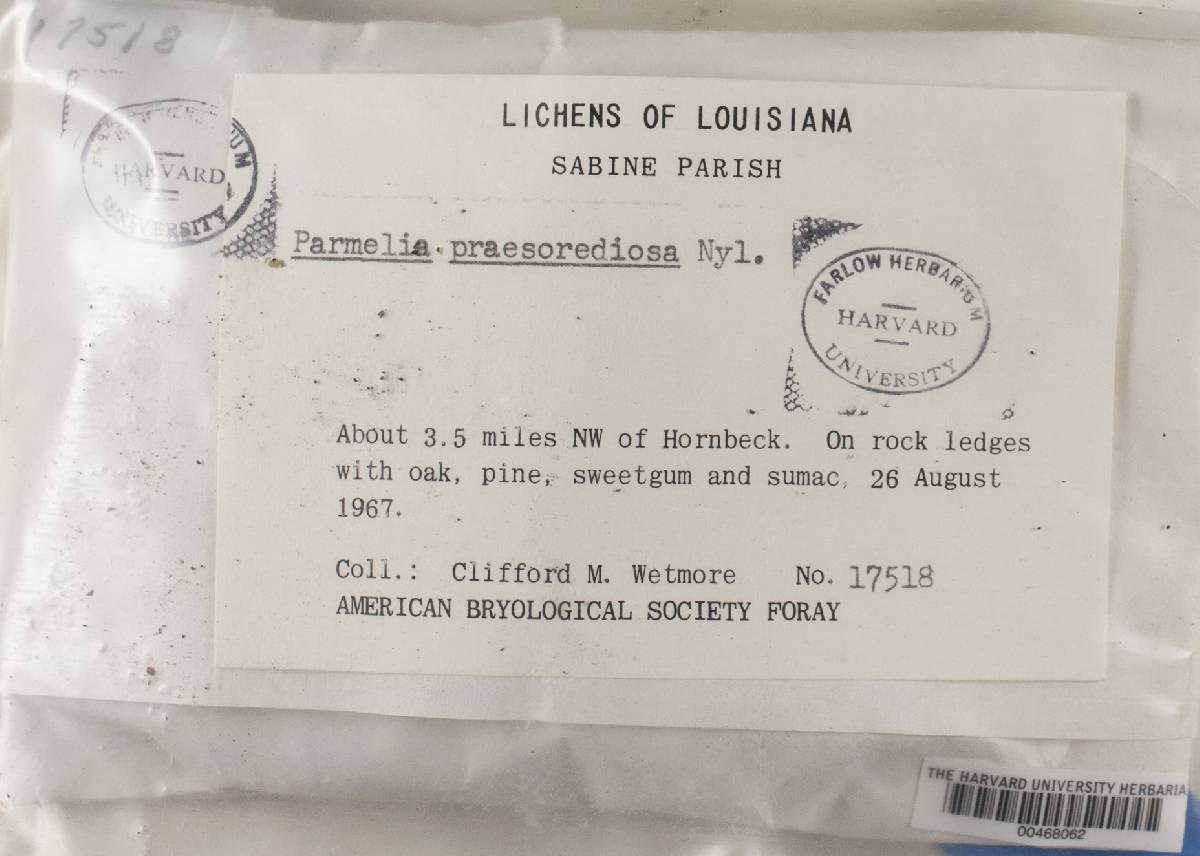 17518
HARVARD
UNIVERSITY
LICHENS OF LOUISIANA
SABINE PARISH
Parmelia praesorediosa Nyl.
FARLOW HERBARIUM
HARVARD
UNIVERSITY
About 3.5 miles NW of Hornbeck. On rock ledges
with oak, pine, sweetgum and sumac, 26 August
1967.
Coll.: Clifford M. Wetmore No. 17518
AMERICAN BRYOLOGICAL SOCIETY FORAY
THE HARVARD UNIVERSITY HERBARIA
00468062